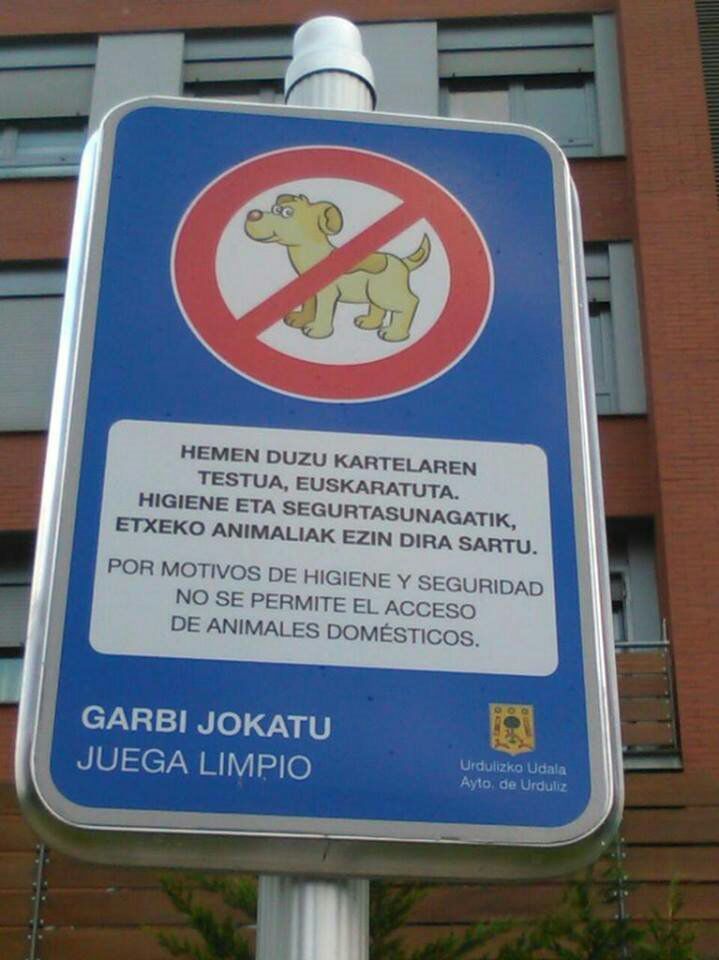 HEMEN DUZU KARTELAREN
TESTUA, EUSKARATUTA.
HIGIENE ETA SEGURTASUNAGATIK,
ETXEKO ANIMALIAK EZIN DIRA SARTU.
POR MOTIVOS DE HIGIENE Y SEGURIDAD
NO SE PERMITE EL ACCESO
DE ANIMALES DOMÉSTICOS.
GARBI JOKATU
JUEGA LIMPIO
Urdulizko Udala
Ayto. de Urduliz